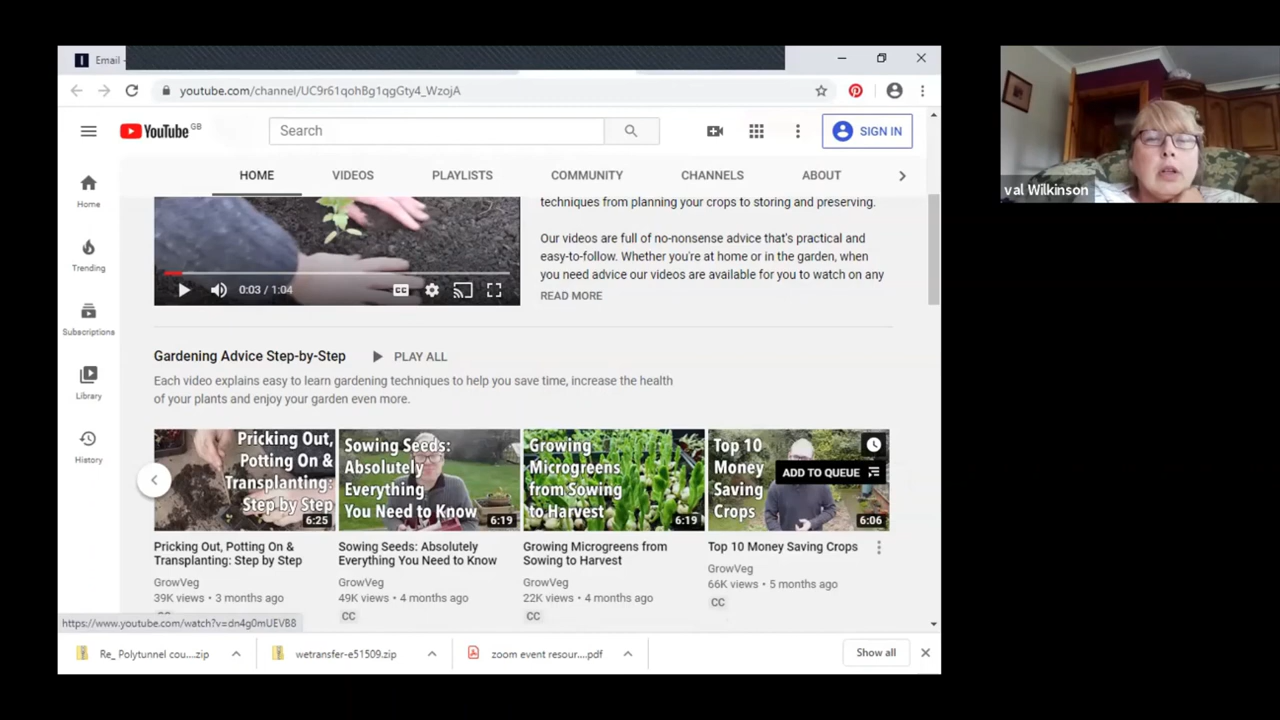 Email -
youtube.com/channel/UC9r61qohBg1qgGty4_WzojA
YouTube GB
Search
SIGN IN
HOME VIDEOS PLAYLISTS COMMUNITY CHANNELS ABOUT
Home
Trending
Subscriptions
Library
History
techniques from planning your crops to storing and preserving.
Our videos are full of no-nonsense advice that's practical and
easy-to-follow. Whether you're at home or in the garden, when
you need advice our videos are available for you to watch on any
READ MORE
0:03 / 1:04
CC
Gardening Advice Step-by-Step PLAY ALL
Each video explains easy to learn gardening techniques to help you save time, increase the health
of your plants and enjoy your garden even more.
Pricking Out,
Potting On &
Transplanting:
Step by Step
6:25
Sowing Seeds:
Absolutely
Everything
You Need to Know
6:19
Growing
Microgreens
from Sowing
to Harvest
6:19
Top 10
Money
Saving
Crops
ADD TO QUEUE
6:06
Pricking Out, Potting On &
Transplanting: Step by Step
GrowVeg
39K views • 3 months ago
CC
Sowing Seeds: Absolutely
Everything You Need to Know
GrowVeg
49K views • 4 months ago
CC
Growing Microgreens from
Sowing to Harvest
GrowVeg
22K views • 4 months ago
CC
Top 10 Money Saving Crops
GrowVeg
66K views • 5 months ago
CC
https://www.youtube.com/watch?v=dn4g0mUEVB8
Re_ Polytunnel cou....zip
wetransfer-e51509.zip
zoom event resour....pdf
Show all
val Wilkinson